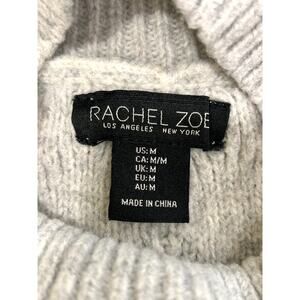 RACHEL ZOE
LOS ANGELES NEW YORK
US: M
CA: M/M
UK: M
EU: M
AU: M
MADE IN CHINA